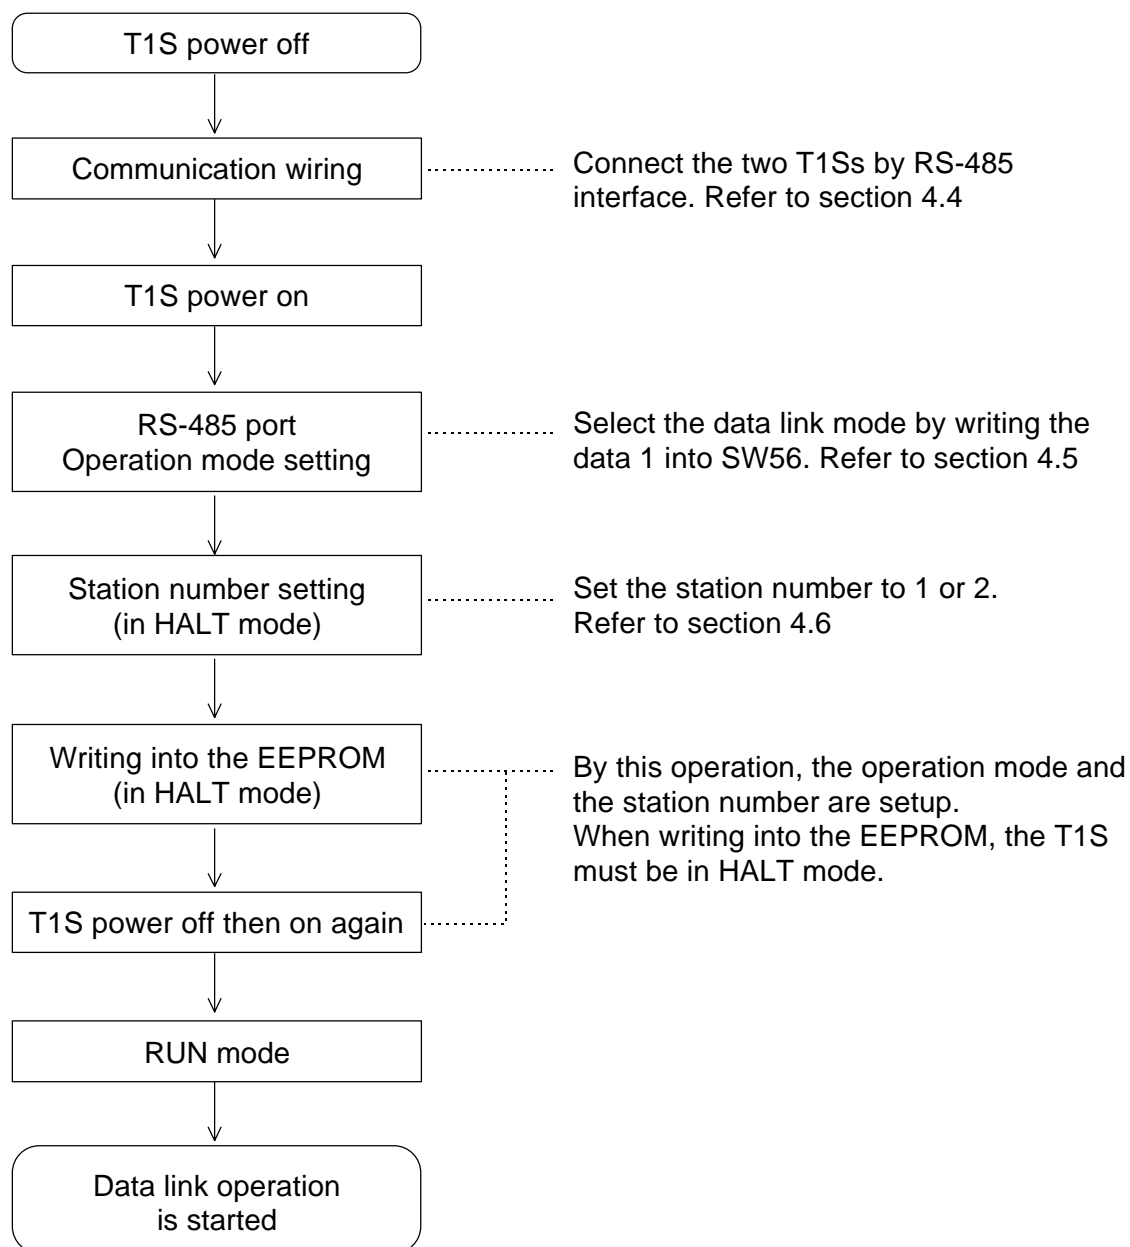 T1S power off
Communication wiring
Connect the two T1Ss by RS-485
interface. Refer to section 4.4
T1S power on
RS-485 port
Operation mode setting
Select the data link mode by writing the
data 1 into SW56. Refer to section 4.5
Station number setting
(in HALT mode)
Set the station number to 1 or 2.
Refer to section 4.6
Writing into the EEPROM
(in HALT mode)
By this operation, the operation mode and
the station number are setup.
When writing into the EEPROM, the T1S
must be in HALT mode.
T1S power off then on again
RUN mode
Data link operation
is started